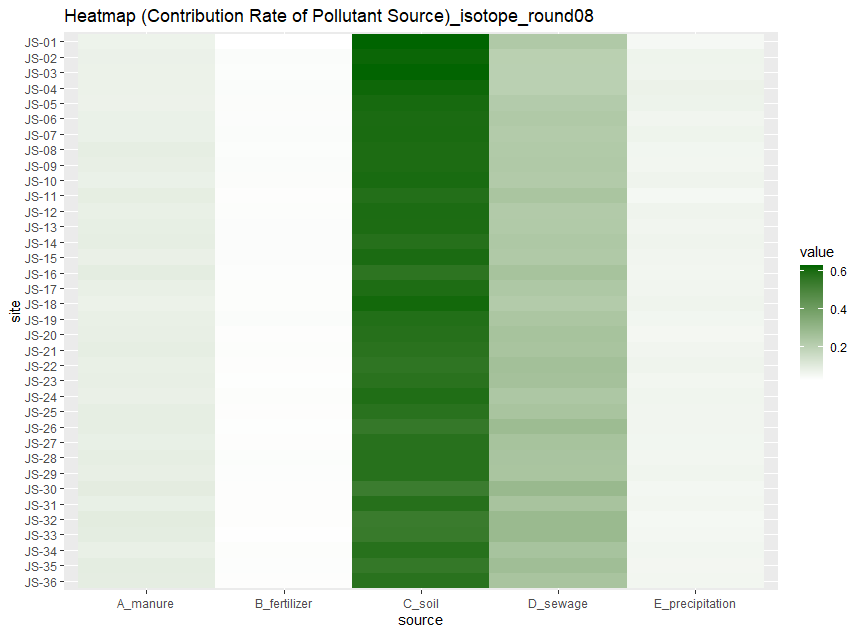 Heatmap (Contribution Rate of Pollutant Source)_isotope_round08
site
JS-01
JS-02
JS-03
JS-04
JS-05
JS-06
JS-07
JS-08
JS-09
JS-10
JS-11
JS-12
JS-13
JS-14
JS-15
JS-16
JS-17
JS-18
JS-19
JS-20
JS-21
JS-22
JS-23
JS-24
JS-25
JS-26
JS-27
JS-28
JS-29
JS-30
JS-31
JS-32
JS-33
JS-34
JS-35
JS-36
A_manure B_fertilizer C_soil D_sewage E_precipitation
source
value
0.6
0.4
0.2